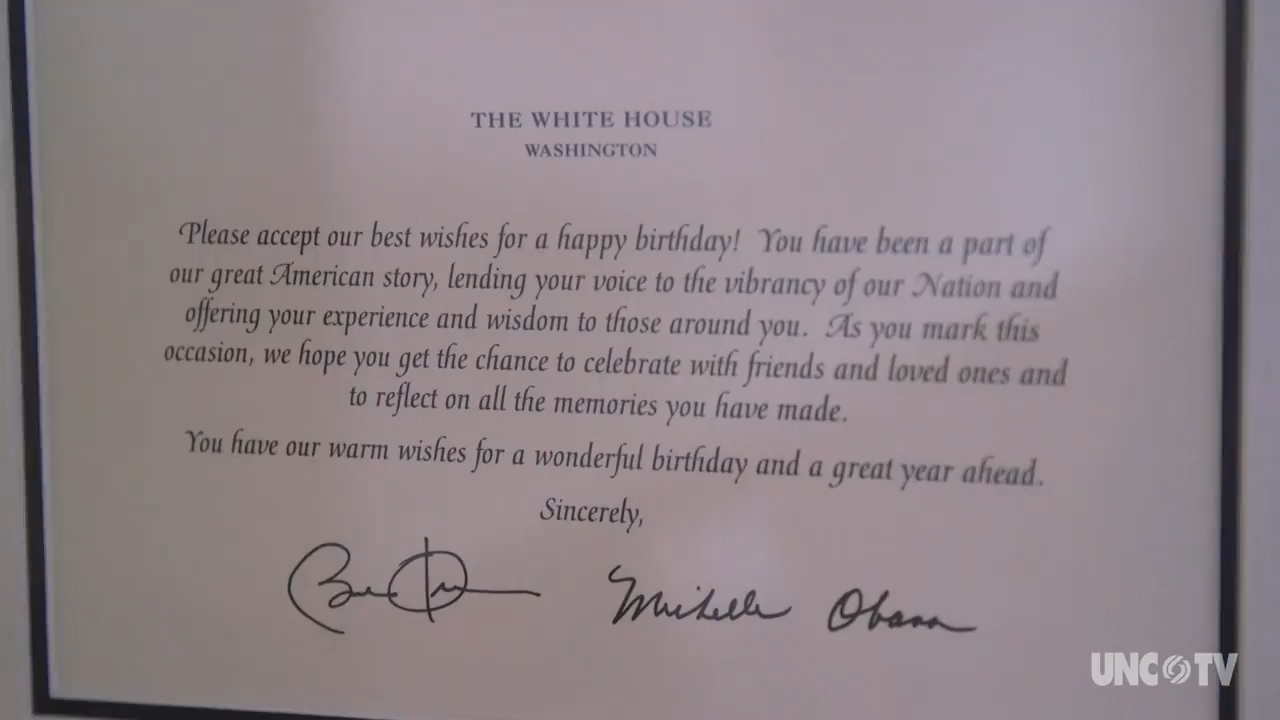 THE WHITE HOUSE
WASHINGTON
Please accept our best wishes for a happy birthday! You have been a part of
our great American story, lending your voice to the vibrancy of our Nation and
offering your experience and wisdom to those around you. As you mark this
occasion, we hope you get the chance to celebrate with friends and loved ones and
to reflect on all the memories you have made.
You have our warm wishes for a wonderful birthday and a great year ahead.
Sincerely,
Michelle Obama
UNC TV